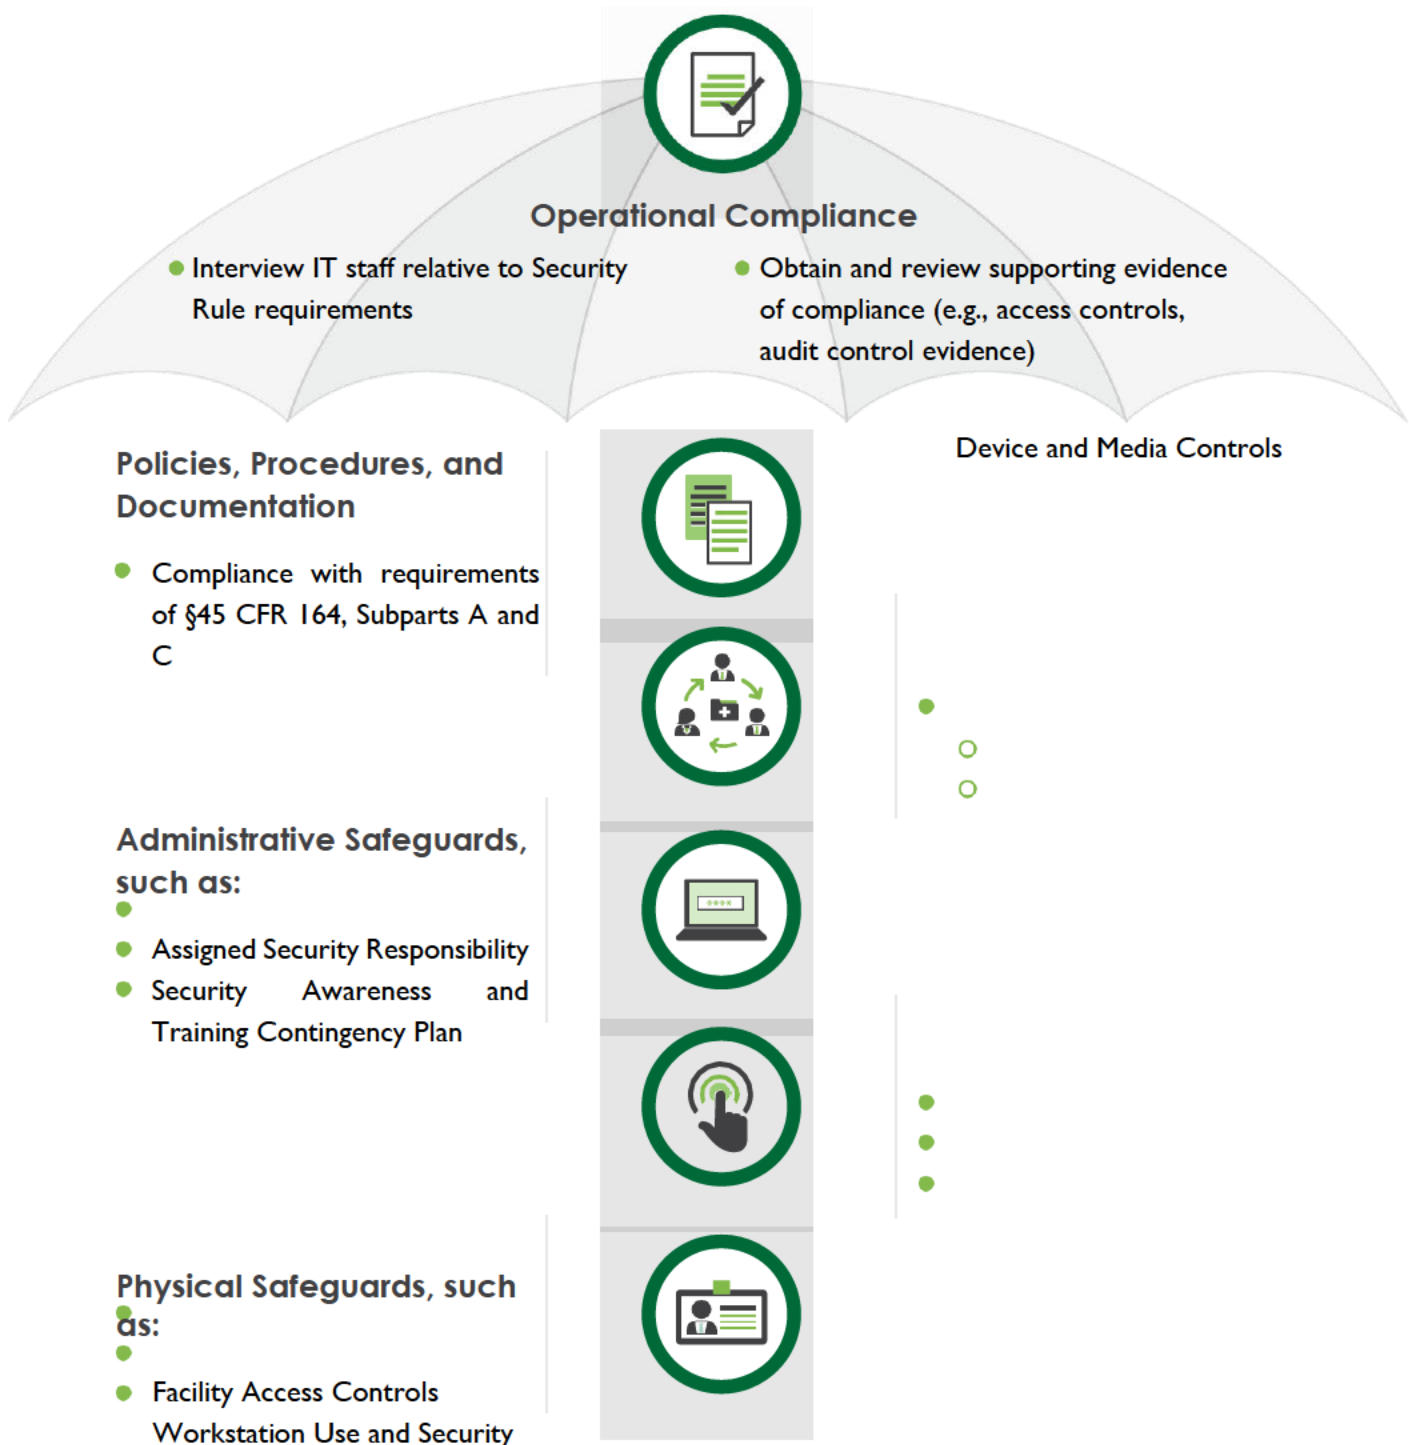 Operational Compliance
Interview IT staff relative to Security
Rule requirements
Obtain and review supporting evidence
of compliance (e.g., access controls,
audit control evidence)
Policies, Procedures, and
Documentation
Compliance with requirements
of §45 CFR 164, Subparts A and
C
Device and Media Controls
Administrative Safeguards,
such as:
Assigned Security Responsibility
Security Awareness and
Training Contingency Plan
Physical Safeguards, such
as:
Facility Access Controls
Workstation Use and Security